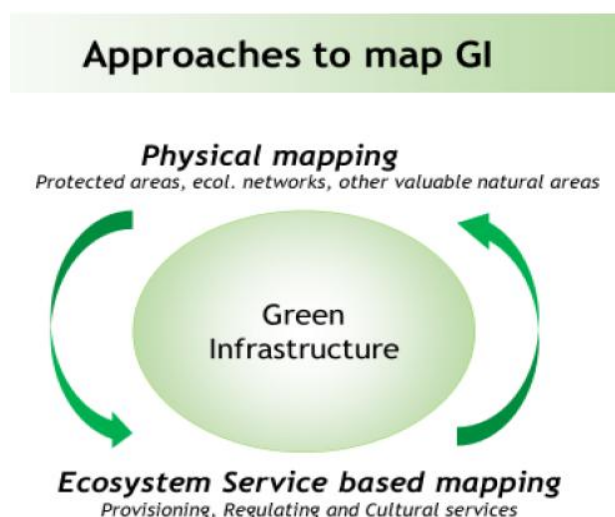 Approaches to map GI
Physical mapping
Protected areas, ecol. networks, other valuable natural areas
Green
Infrastructure
Ecosystem Service based mapping
Provisioning, Regulating and Cultural services